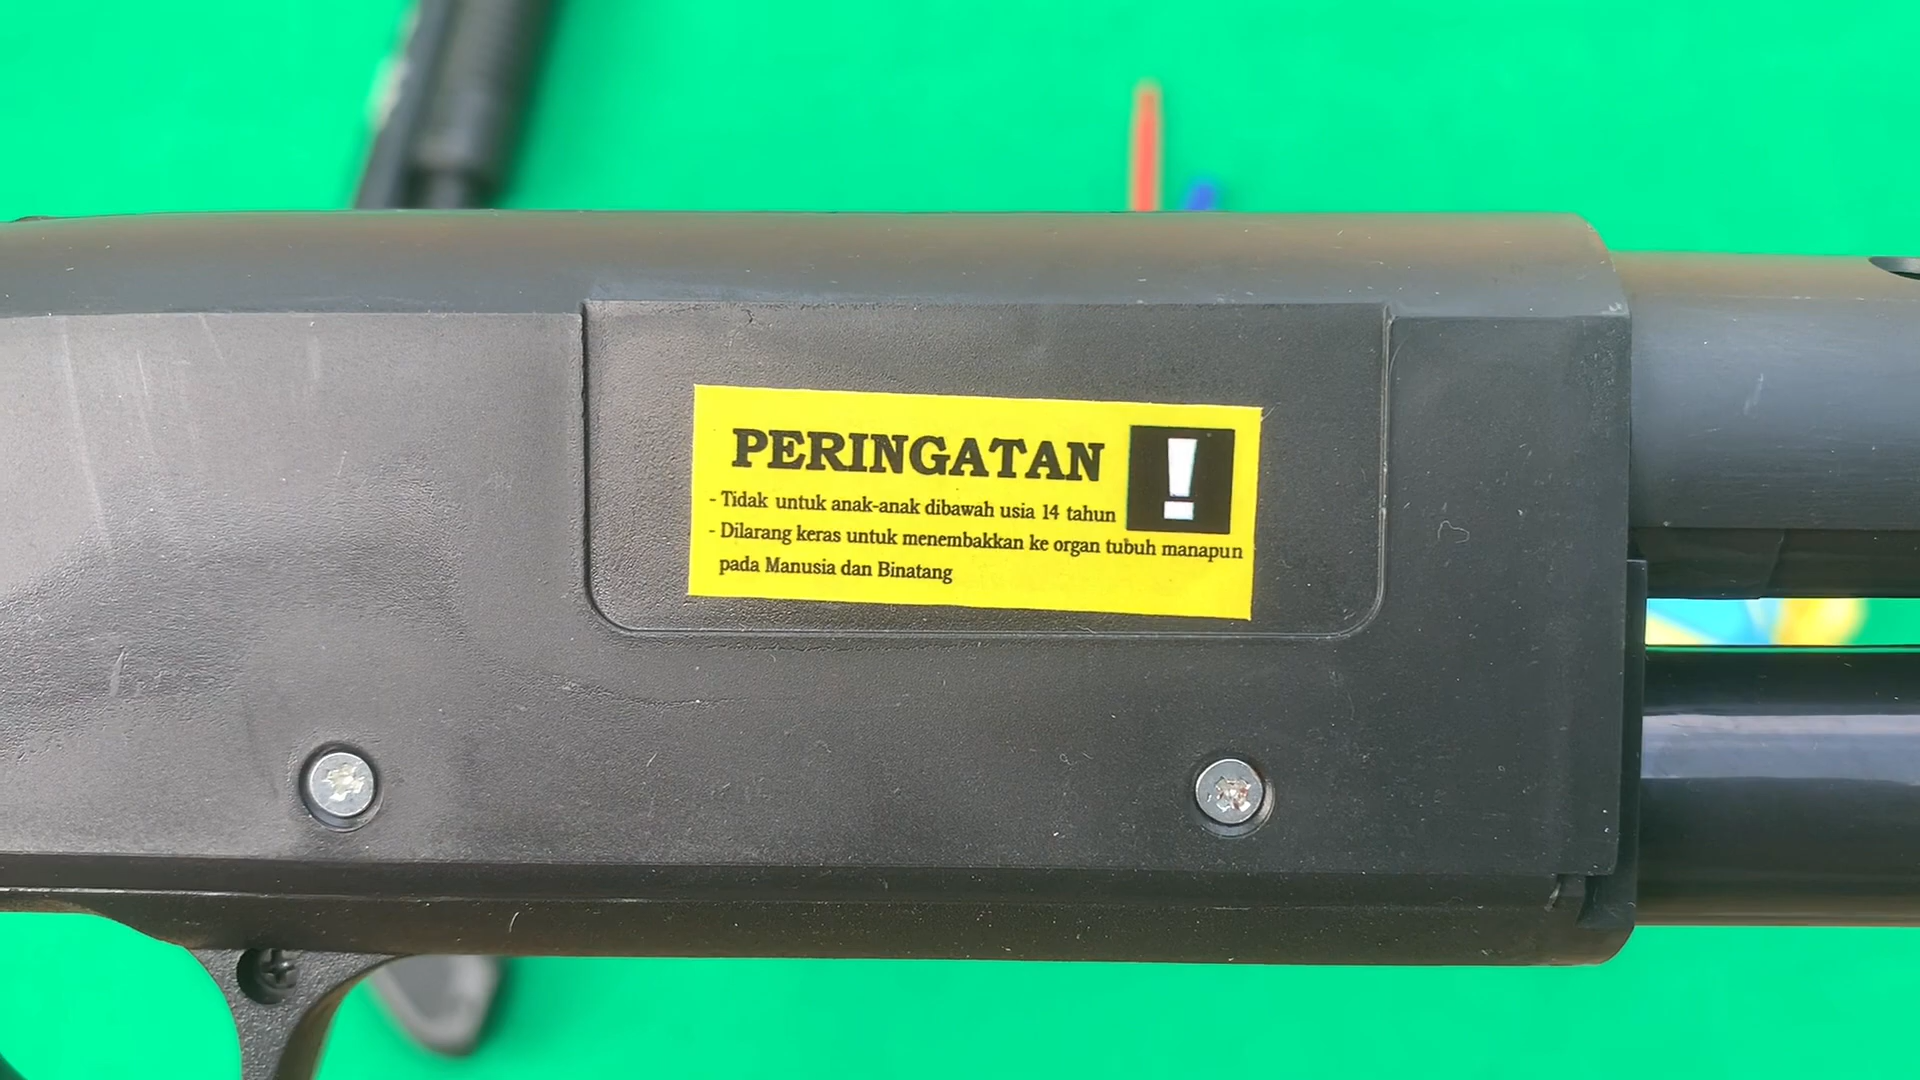 PERINGATAN !
- Tidak untuk anak-anak dibawah usia 14 tahun
- Dilarang keras untuk menembakkan ke organ tubuh manapun
pada Manusia dan Binatang